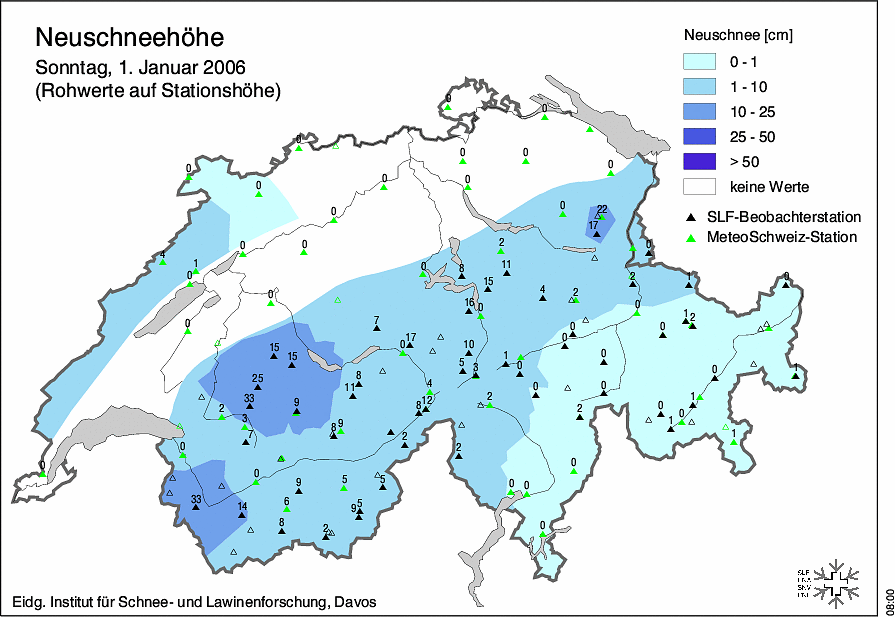 Neuschneehöhe
Sonntag, 1. Januar 2006
(Rohwerte auf Stationshöhe)
Neuschnee [cm]
0 - 1
1 - 10
10 - 25
25 - 50
> 50
keine Werte
SLF-Beobachterstation
MeteoSchweiz-Station
0
0
0
0 0 0
0 0
0 0
0 0 22
17
0 0 2 0
4 1 0 8 11 2 1 0
0 15 4 2
0 16 0 0 1 2
0 7
17 10 0 0
15 15 0 5 3 1 0 0
25 8 4 0 0 1
33 9 11 8 12 2 2 0 1
2 3 7 8 9 2 1 0 1
0 2
0 0 9 5 5 0
33 14 6 9 5 0 0
8 2 0
Eidg. Institut für Schnee- und Lawinenforschung, Davos
SLF
08:00